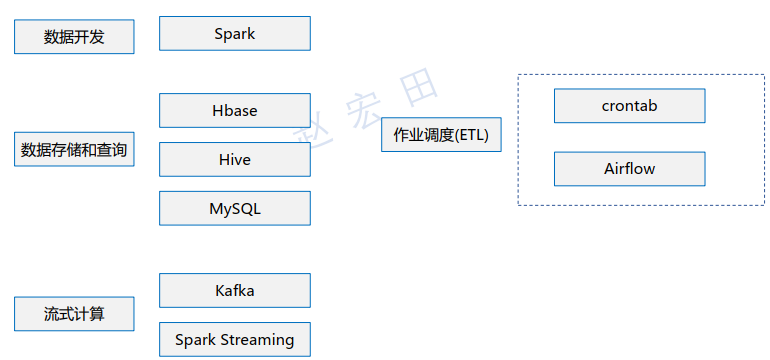 数据开发
Spark
数据存储和查询
Hbase
Hive
MySQL
流式计算
Kafka
Spark Streaming
作业调度(ETL)
crontab
Airflow
赵宏田